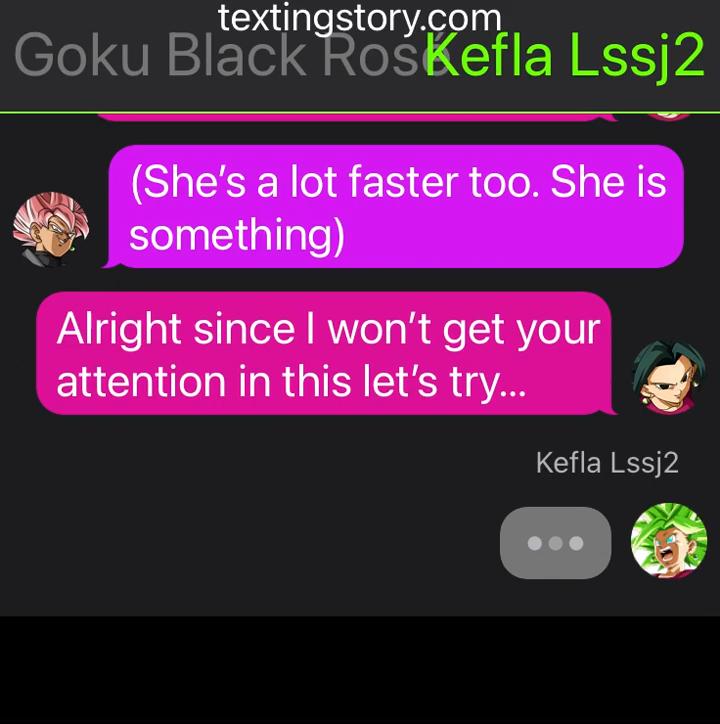 textingstory.com
Goku Black Rosé Kefla Lssj2
(She's a lot faster too. She is
something)
Alright since I won't get your
attention in this let's try...
Kefla Lssj2